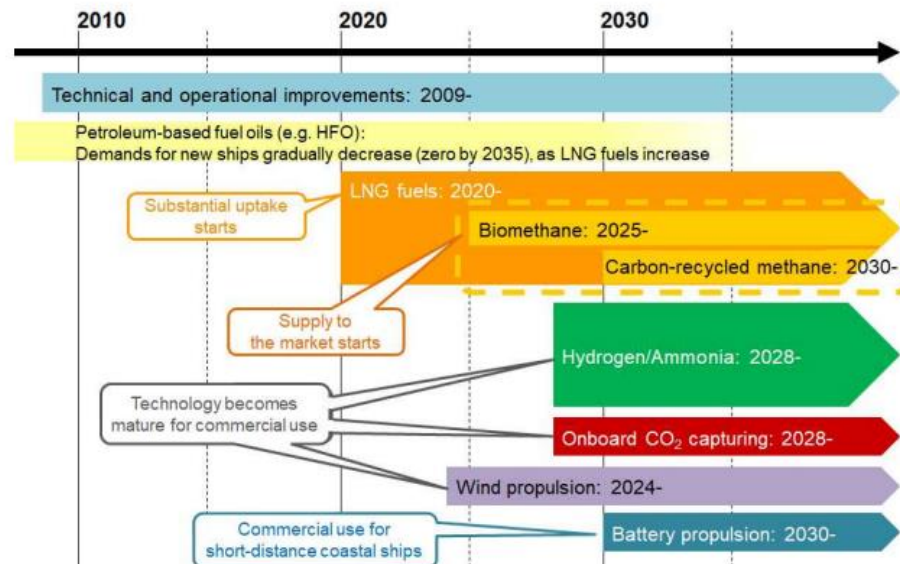 2010 2020 2030
Technical and operational improvements: 2009-
Petroleum-based fuel oils (e.g. HFO):
Demands for new ships gradually decrease (zero by 2035), as LNG fuels increase
LNG fuels: 2020-
Substantial uptake
starts
Biomethane: 2025-
Carbon-recycled methane: 2030-
Supply to
the market starts
Hydrogen/Ammonia: 2028-
Technology becomes
mature for commercial use
Onboard CO₂ capturing: 2028-
Wind propulsion: 2024-
Commercial use for
short-distance coastal ships
Battery propulsion: 2030-